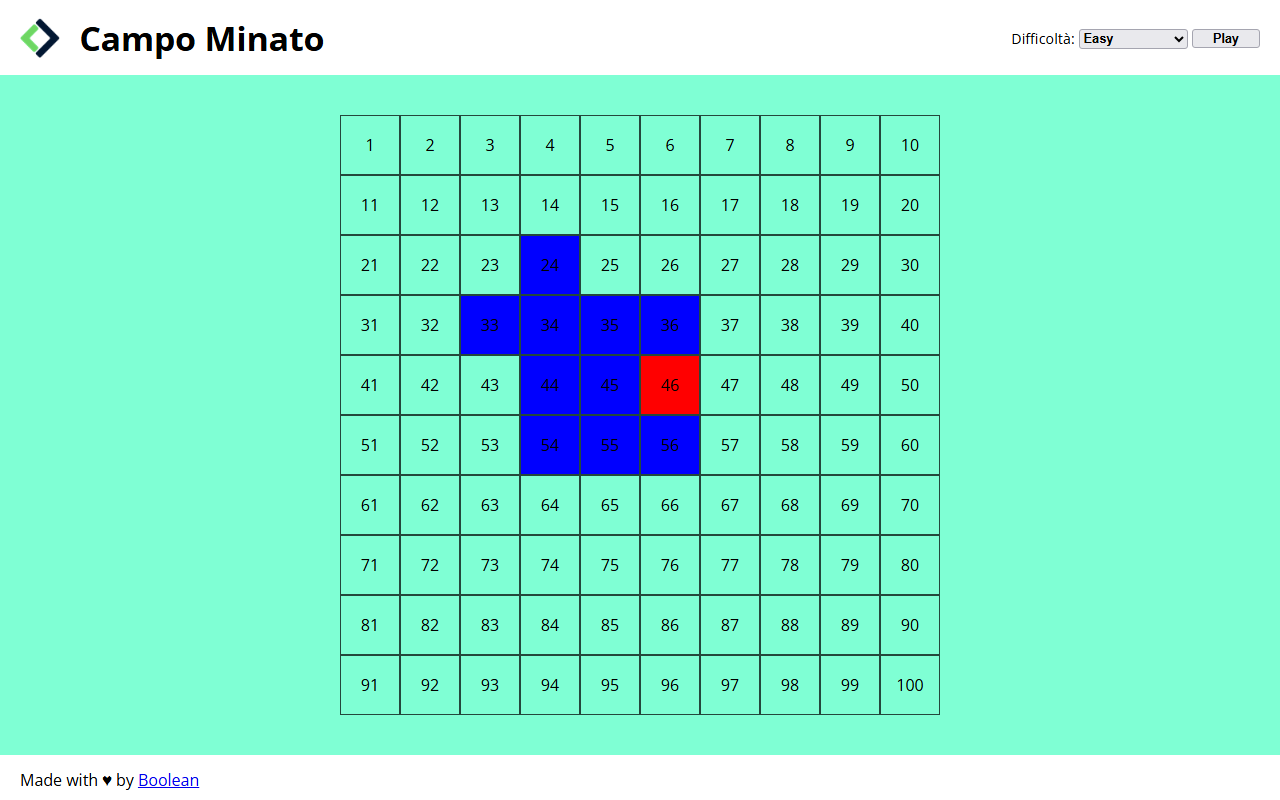 Campo Minato
Difficoltà: Easy Play
1 2 3 4 5 6 7 8 9 10
11 12 13 14 15 16 17 18 19 20
21 22 23 24 25 26 27 28 29 30
31 32 33 34 35 36 37 38 39 40
41 42 43 44 45 46 47 48 49 50
51 52 53 54 55 56 57 58 59 60
61 62 63 64 65 66 67 68 69 70
71 72 73 74 75 76 77 78 79 80
81 82 83 84 85 86 87 88 89 90
91 92 93 94 95 96 97 98 99 100
Made with ♥ by Boolean